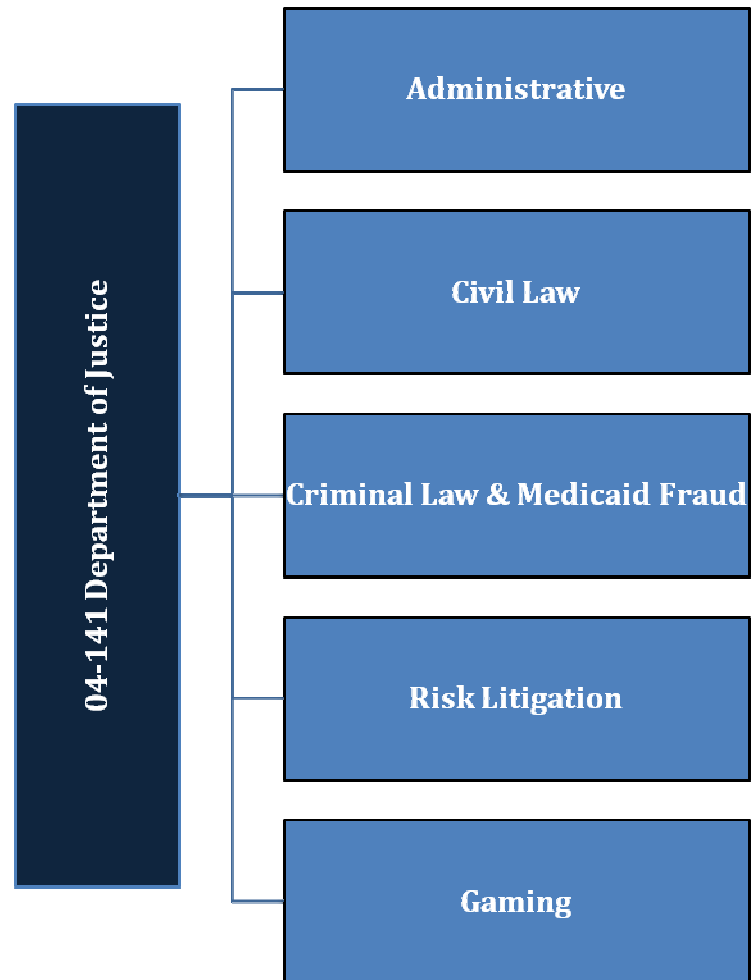 04-141 Department of Justice
Administrative
Civil Law
Criminal Law & Medicaid Fraud
Risk Litigation
Gaming